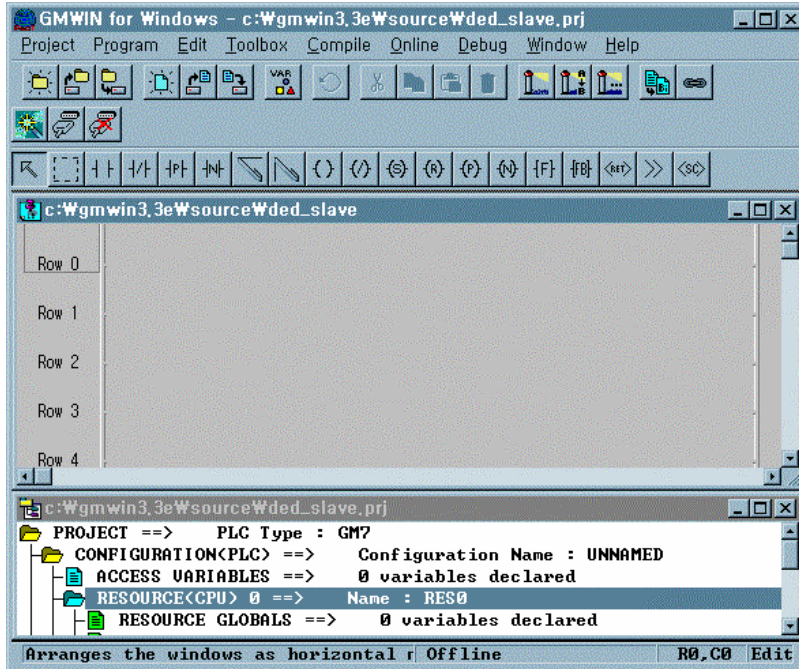 GMWIN for Windows - c:₩gmwin3,3e₩source₩ded_slave.prj
Project Program Edit Toolbox Compile Online Debug Window Help
VAR
<RET> <SC>
c:₩gmwin3,3e₩source₩ded_slave
Row 0
Row 1
Row 2
Row 3
Row 4
c:₩gmwin3,3e₩source₩ded_slave.prj
PROJECT ==> PLC Type : GM7
CONFIGURATION(PLC) ==> Configuration Name : UNNAMED
ACCESS VARIABLES ==> 0 variables declared
RESOURCE(CPU) 0 ==> Name : RES0
RESOURCE GLOBALS ==> 0 variables declared
Arranges the windows as horizontal r Offline R0,C0 Edit